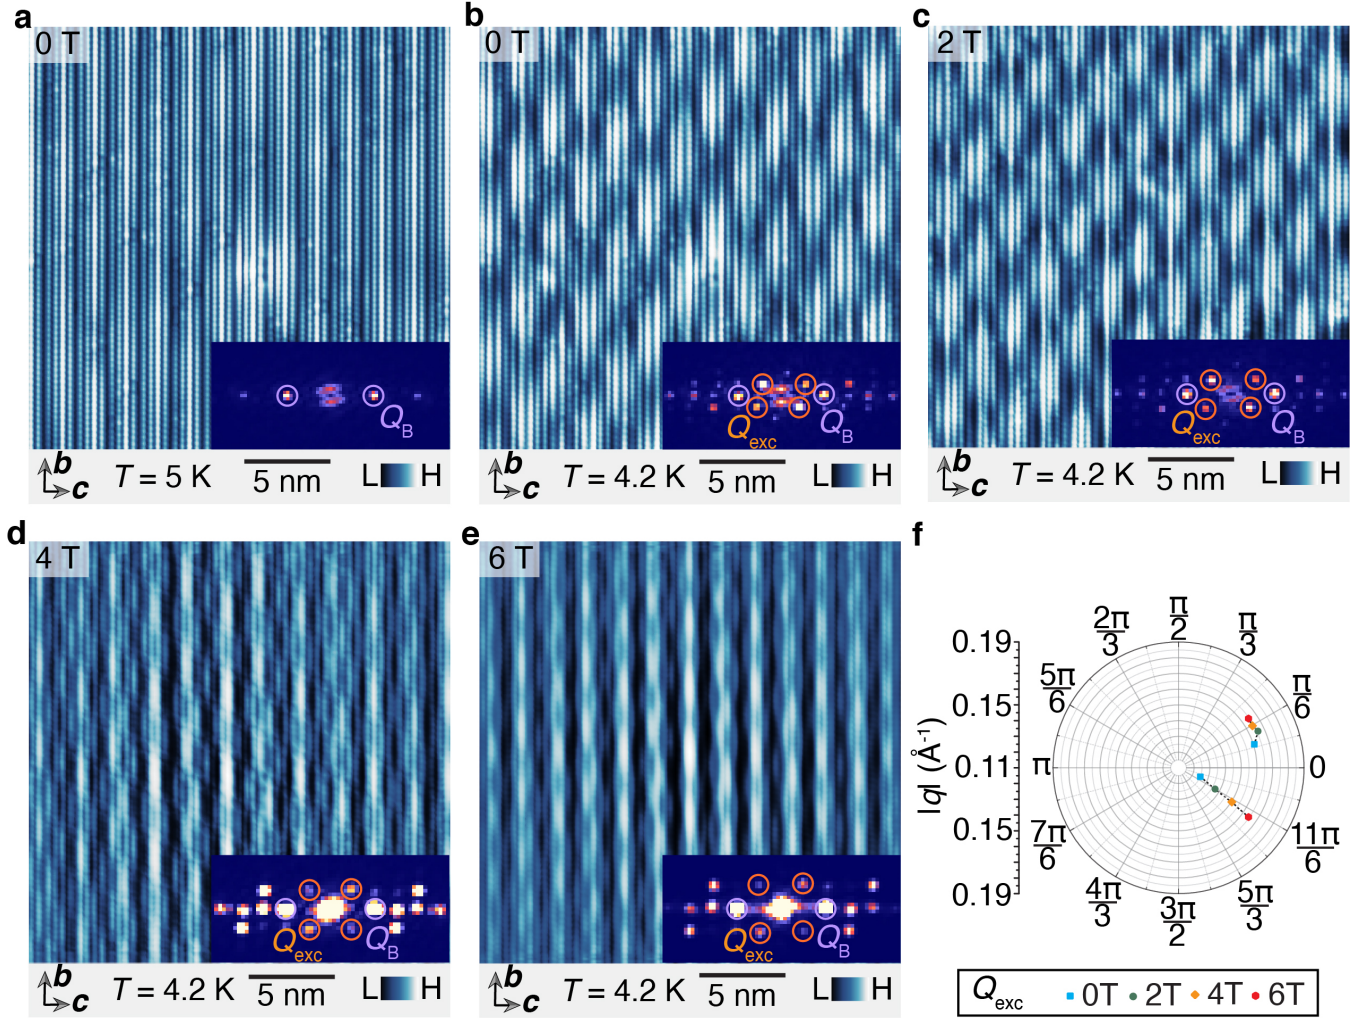 a
0 T
Q_B
b
c
T = 5 K
5 nm
L H
b
0 T
Q_exc
Q_B
b
c
T = 4.2 K
5 nm
L H
c
2 T
Q_exc
Q_B
b
c
T = 4.2 K
5 nm
L H
d
4 T
Q_exc
Q_B
b
c
T = 4.2 K
5 nm
L H
e
6 T
Q_exc
Q_B
b
c
T = 4.2 K
5 nm
L H
f
|q| (Å⁻¹)
0.19
0.15
0.11
0.15
0.19
π/2
2π/3
π/3
5π/6
π/6
π
0
7π/6
11π/6
4π/3
3π/2
5π/3
Q_exc 0T 2T 4T 6T